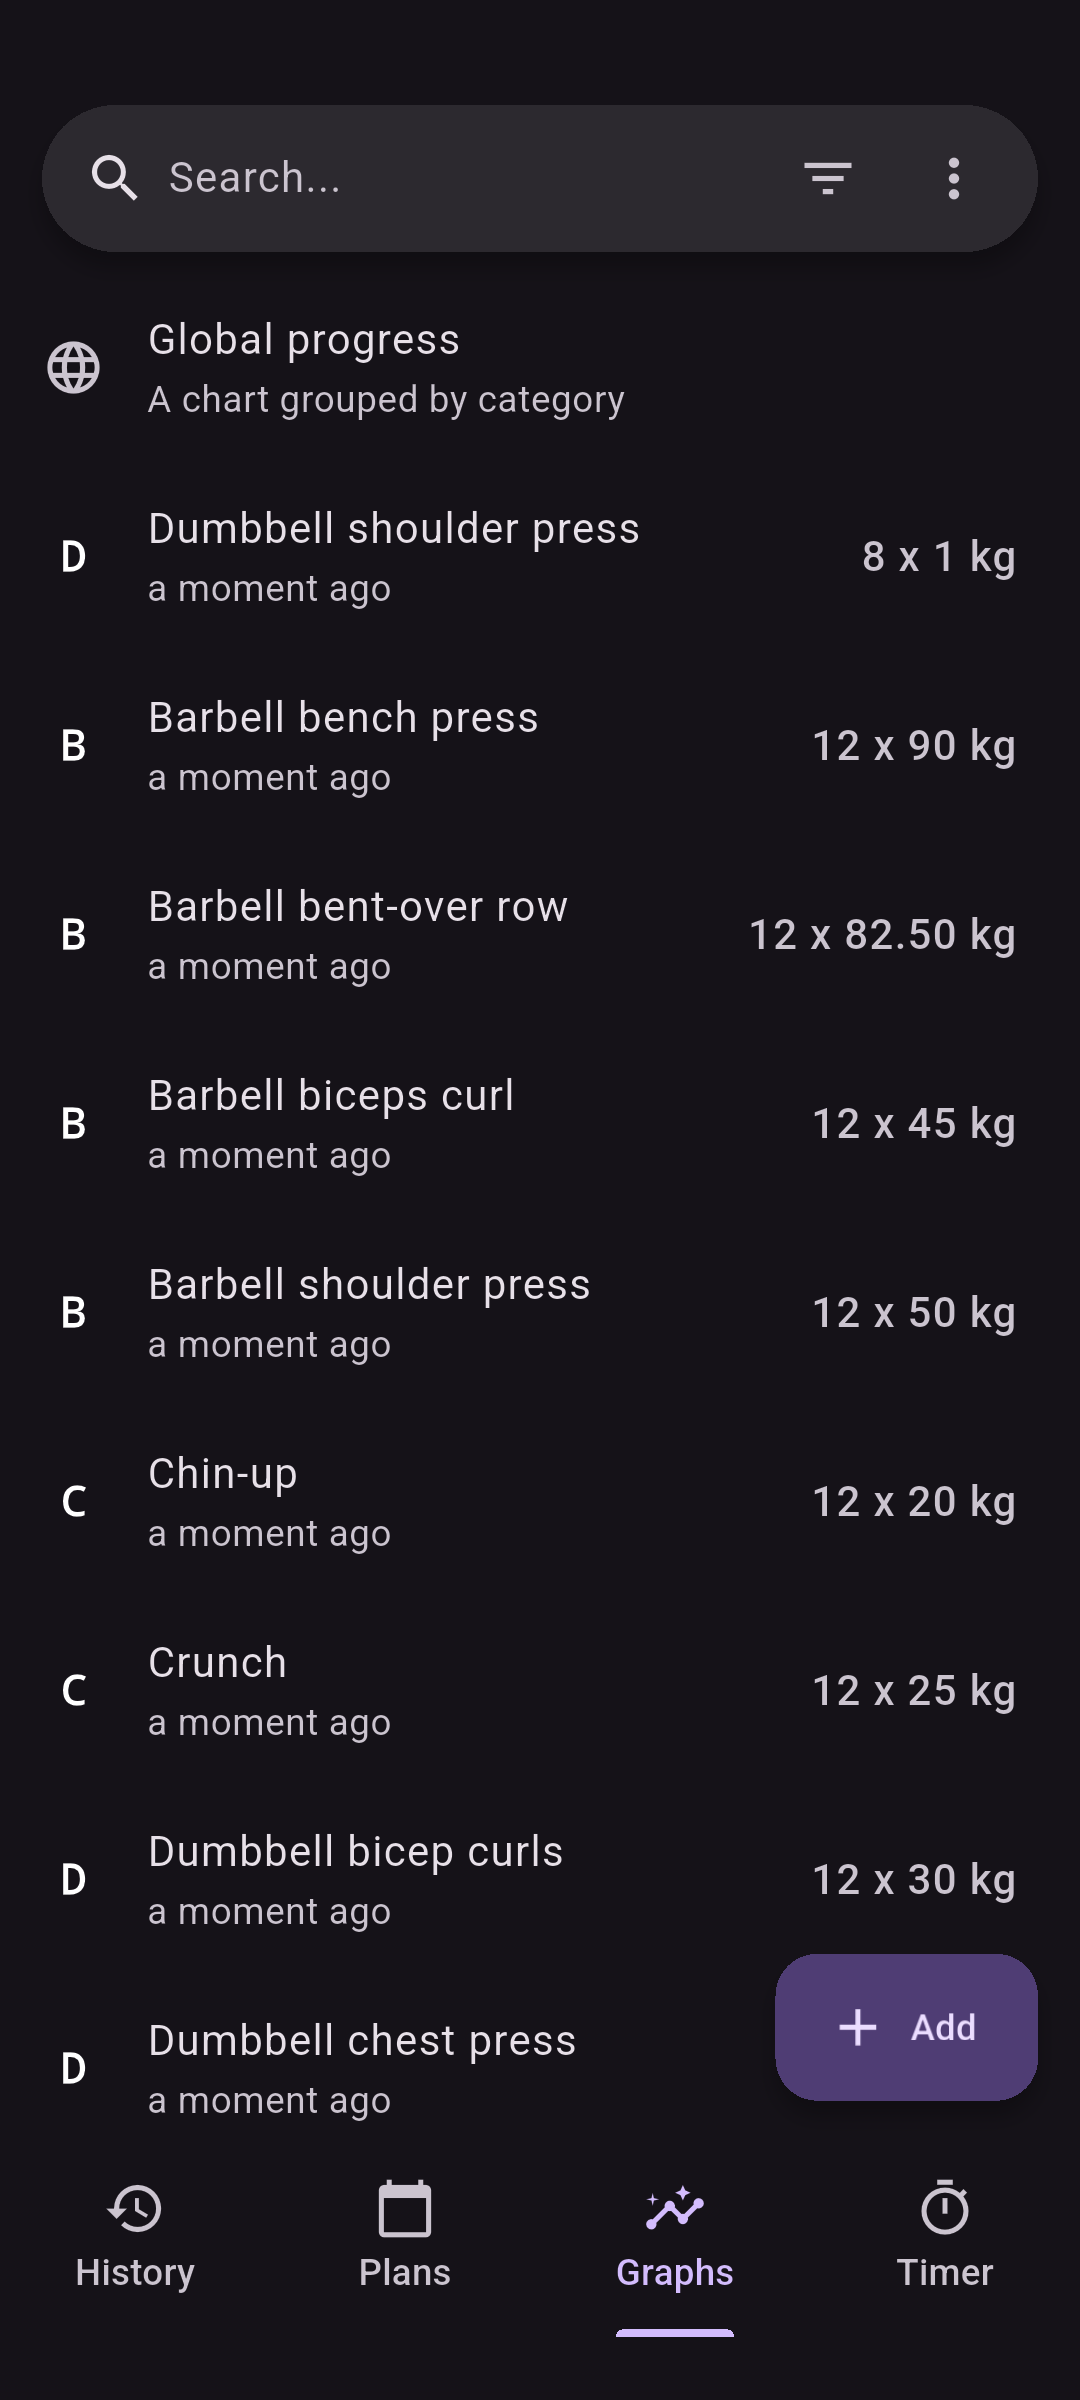 Search...
Global progress
A chart grouped by category
D
Dumbbell shoulder press
a moment ago
8 x 1 kg
B
Barbell bench press
a moment ago
12 x 90 kg
B
Barbell bent-over row
a moment ago
12 x 82.50 kg
B
Barbell biceps curl
a moment ago
12 x 45 kg
B
Barbell shoulder press
a moment ago
12 x 50 kg
C
Chin-up
a moment ago
12 x 20 kg
C
Crunch
a moment ago
12 x 25 kg
D
Dumbbell bicep curls
a moment ago
12 x 30 kg
D
Dumbbell chest press
a moment ago
Add
History
Plans
Graphs
Timer